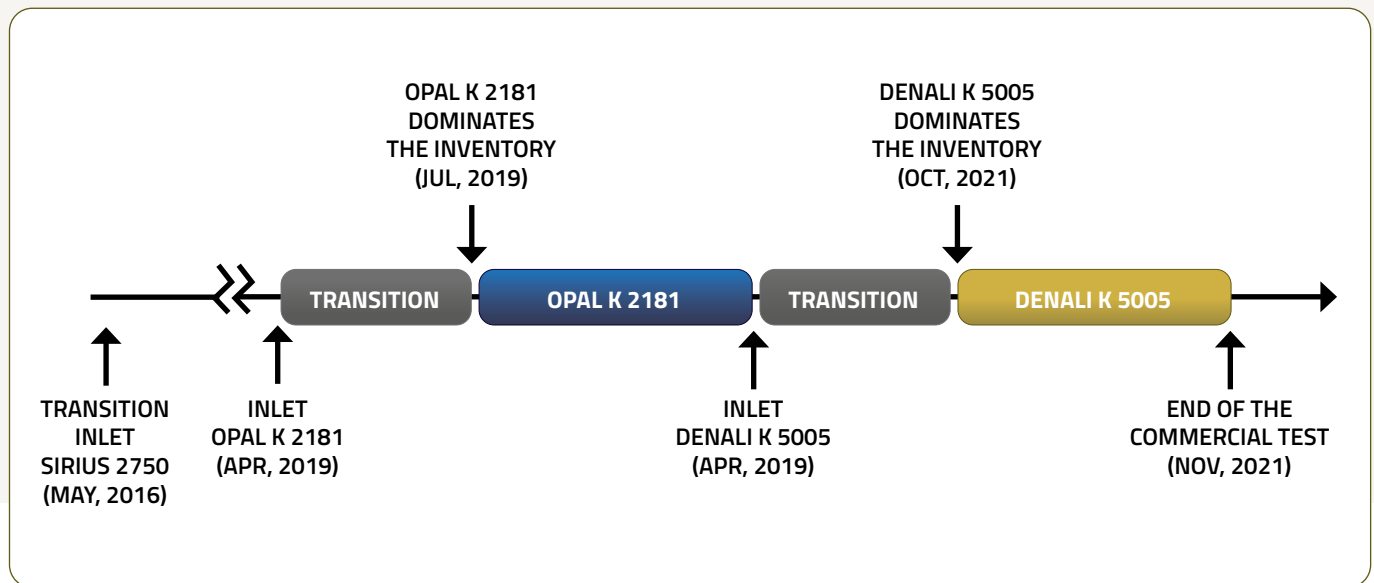 OPAL K 2181
DOMINATES
THE INVENTORY
(JUL, 2019)
DENALI K 5005
DOMINATES
THE INVENTORY
(OCT, 2021)
TRANSITION
OPAL K 2181
TRANSITION
DENALI K 5005
TRANSITION
INLET
SIRIUS 2750
(MAY, 2016)
INLET
OPAL K 2181
(APR, 2019)
INLET
DENALI K 5005
(APR, 2019)
END OF THE
COMMERCIAL TEST
(NOV, 2021)